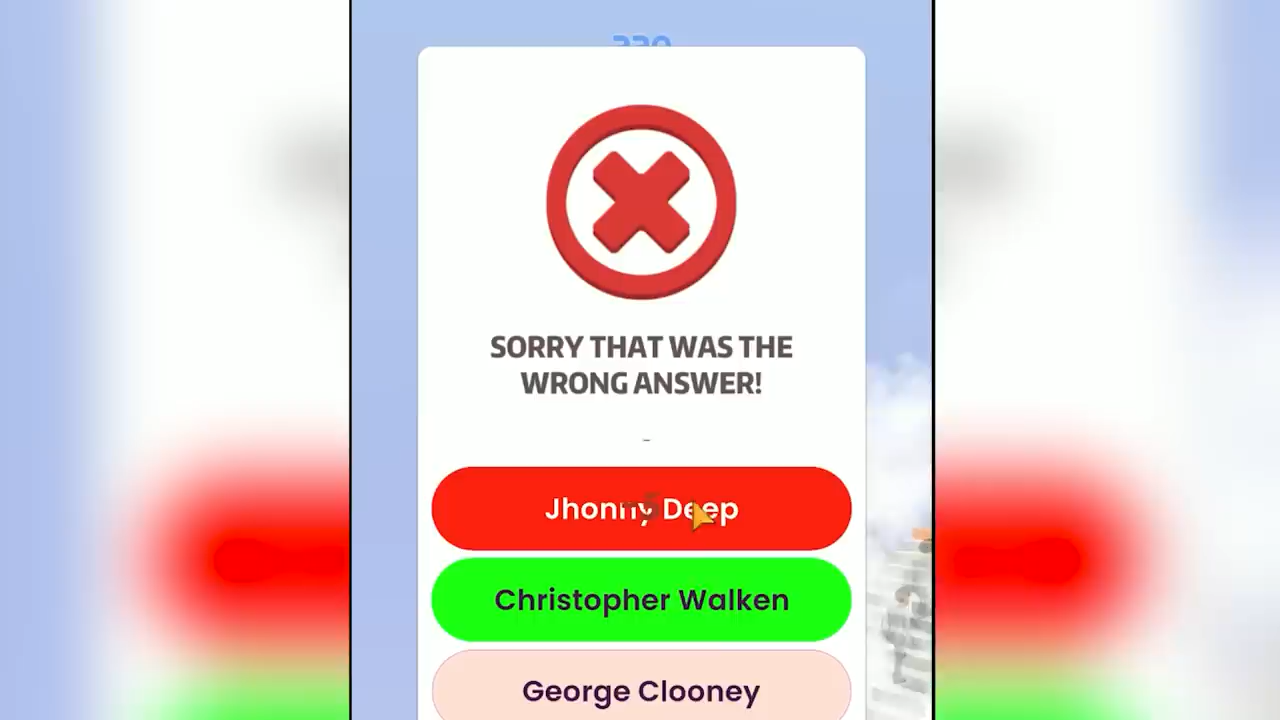 SORRY THAT WAS THE
WRONG ANSWER!
-
Jhonny Deep
Christopher Walken
George Clooney